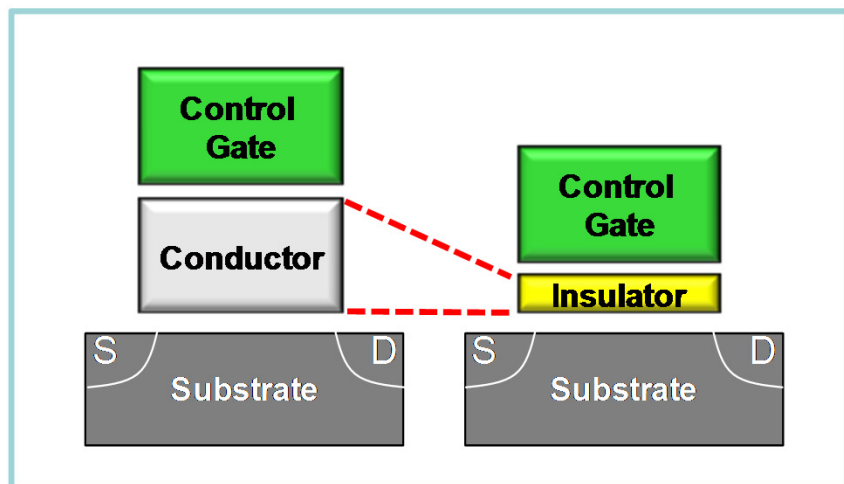 Control
Gate
Conductor
S
D
Substrate
Control
Gate
Insulator
S
D
Substrate